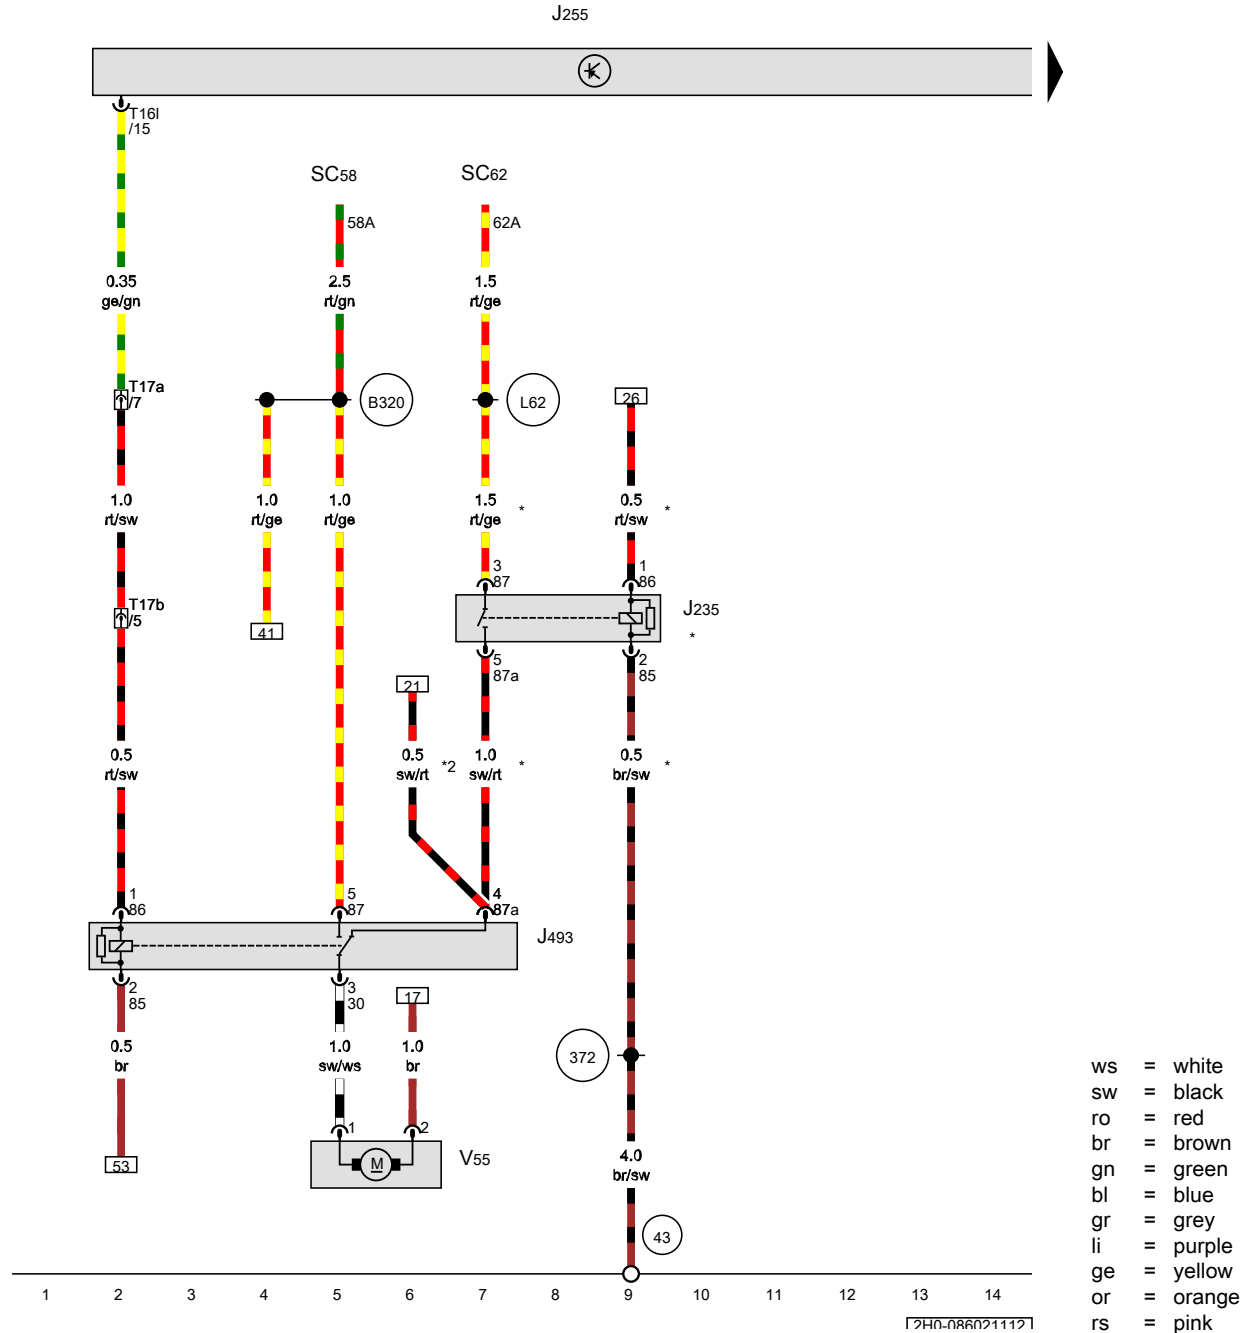 J255
T16l
/15
SC58
SC62
58A
62A
0.35
ge/gn
2.5
rt/gn
1.5
rt/ge
T17a
/7
B320
L62
26
1.0
rt/sw
1.0
rt/ge
1.0
rt/ge
1.5
rt/ge
*
0.5
rt/sw
*
3
87
1
86
T17b
/5
41
J235
*
5
87a
2
85
21
0.5
rt/sw
0.5
sw/rt
*2
1.0
sw/rt
*
0.5
br/sw
*
1
86
5
87
4
87a
J493
2
85
3
30
17
0.5
br
1.0
sw/ws
1.0
br
372
1
2
M
V55
53
4.0
br/sw
43
1 2 3 4 5 6 7 8 9 10 11 12 13 14
2H0-086021112
ws = white
sw = black
ro = red
br = brown
gn = green
bl = blue
gr = grey
li = purple
ge = yellow
or = orange
rs = pink